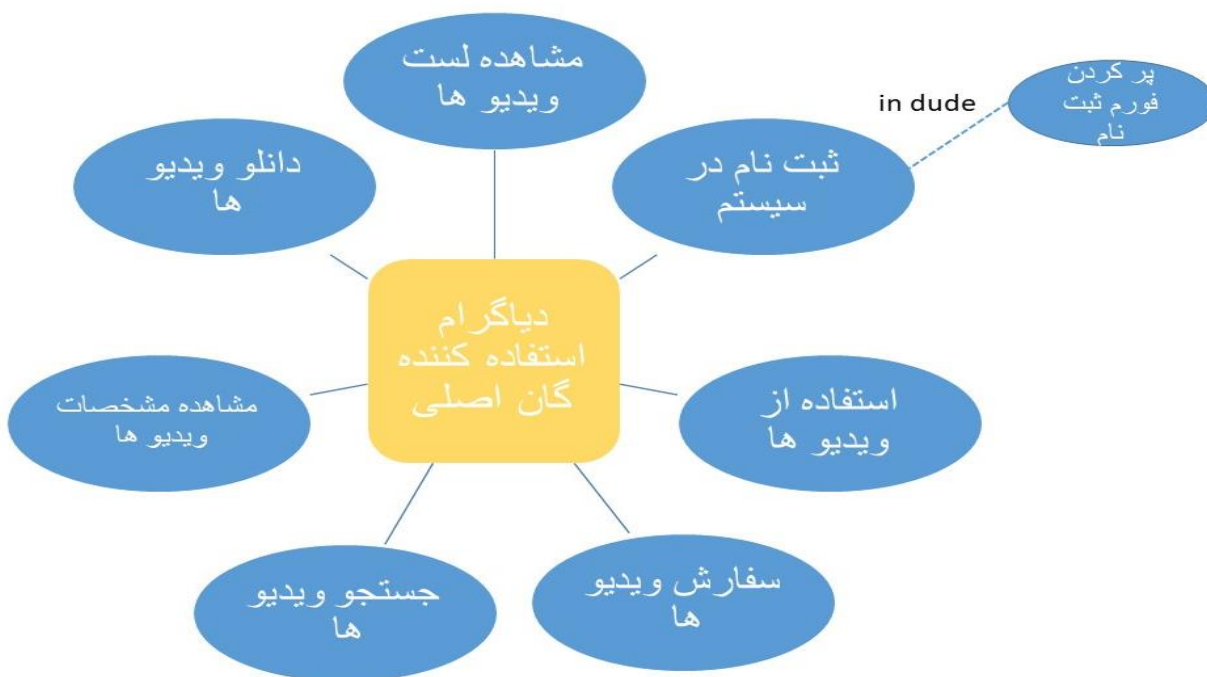 مشاهده لست
ویدیو ها
in dude
پر کردن
فورم ثبت
نام
ثبت نام در
سیستم
دانلو ویدیو
ها
دیاگرام
استفاده کننده
گان اصلی
مشاهده مشخصات
ویدیو ها
استفاده از
ویدیو ها
جستجو ویدیو
ها
سفارش ویدیو
ها